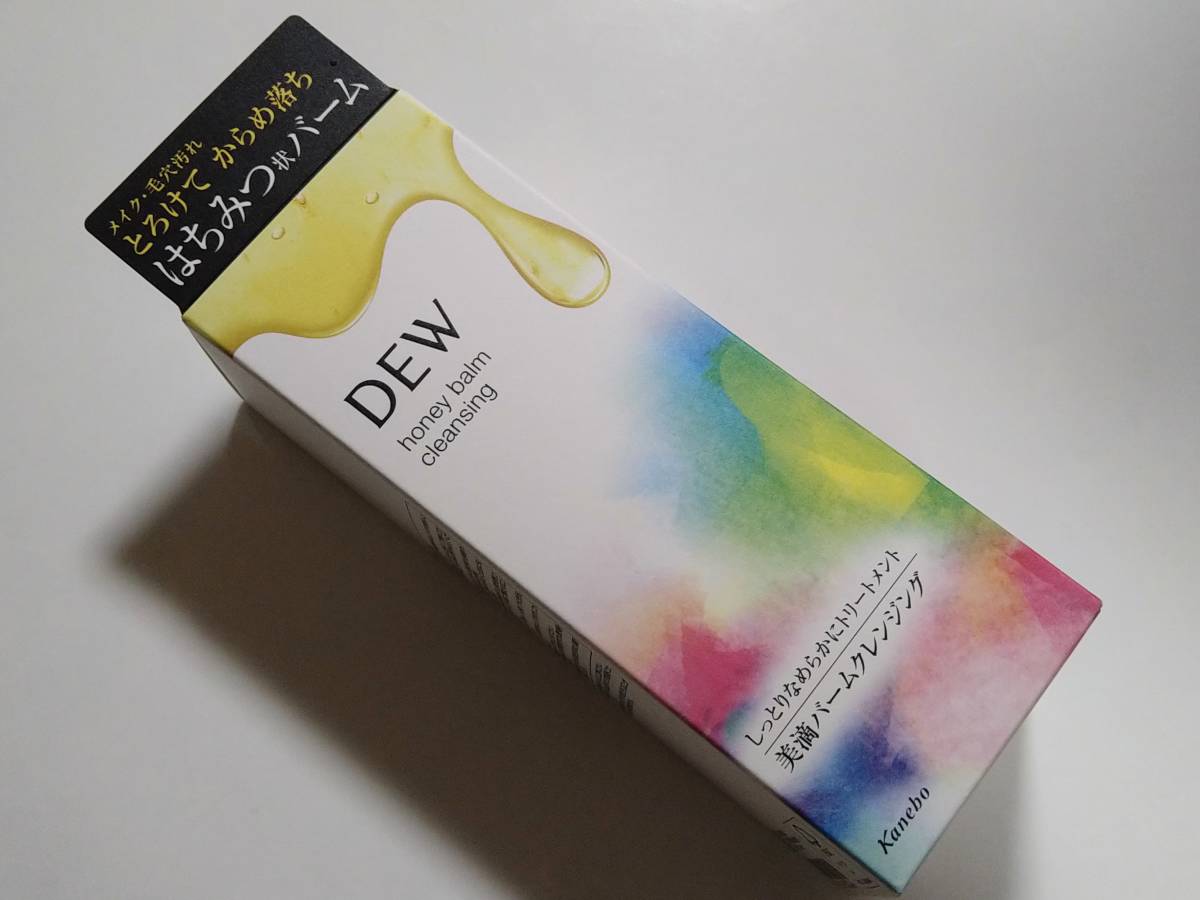 メイク・毛穴汚れ
とろけて からめ落ち
はちみつ状バーム
DEW
honey balm
cleansing
しっとりなめらかにトリートメント
美滴バームクレンジング
Kanebo